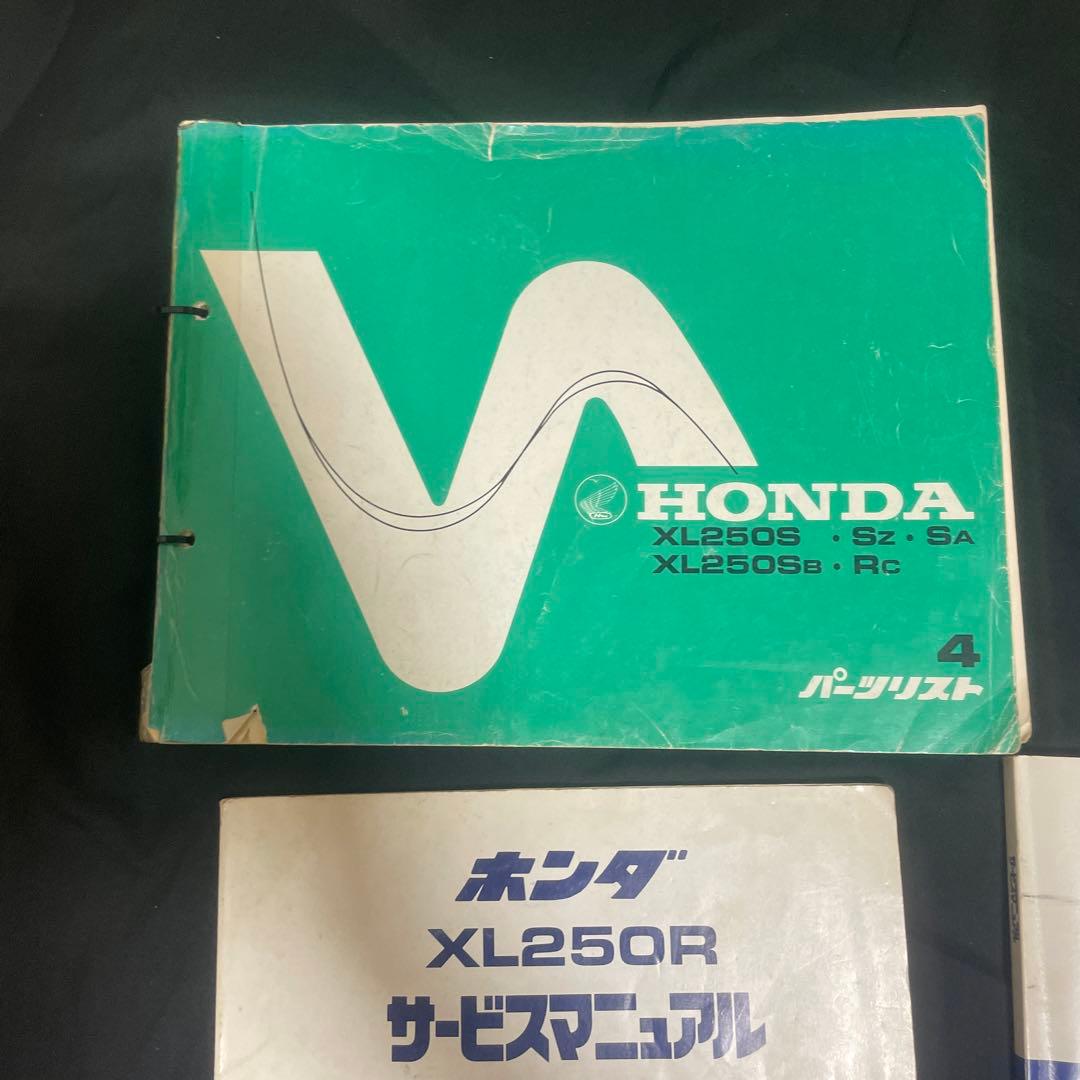 HONDA
XL250S ・SZ・SA
XL250SB・RC
4
パーツリスト
ホンダ
XL250R
サービスマニュアル